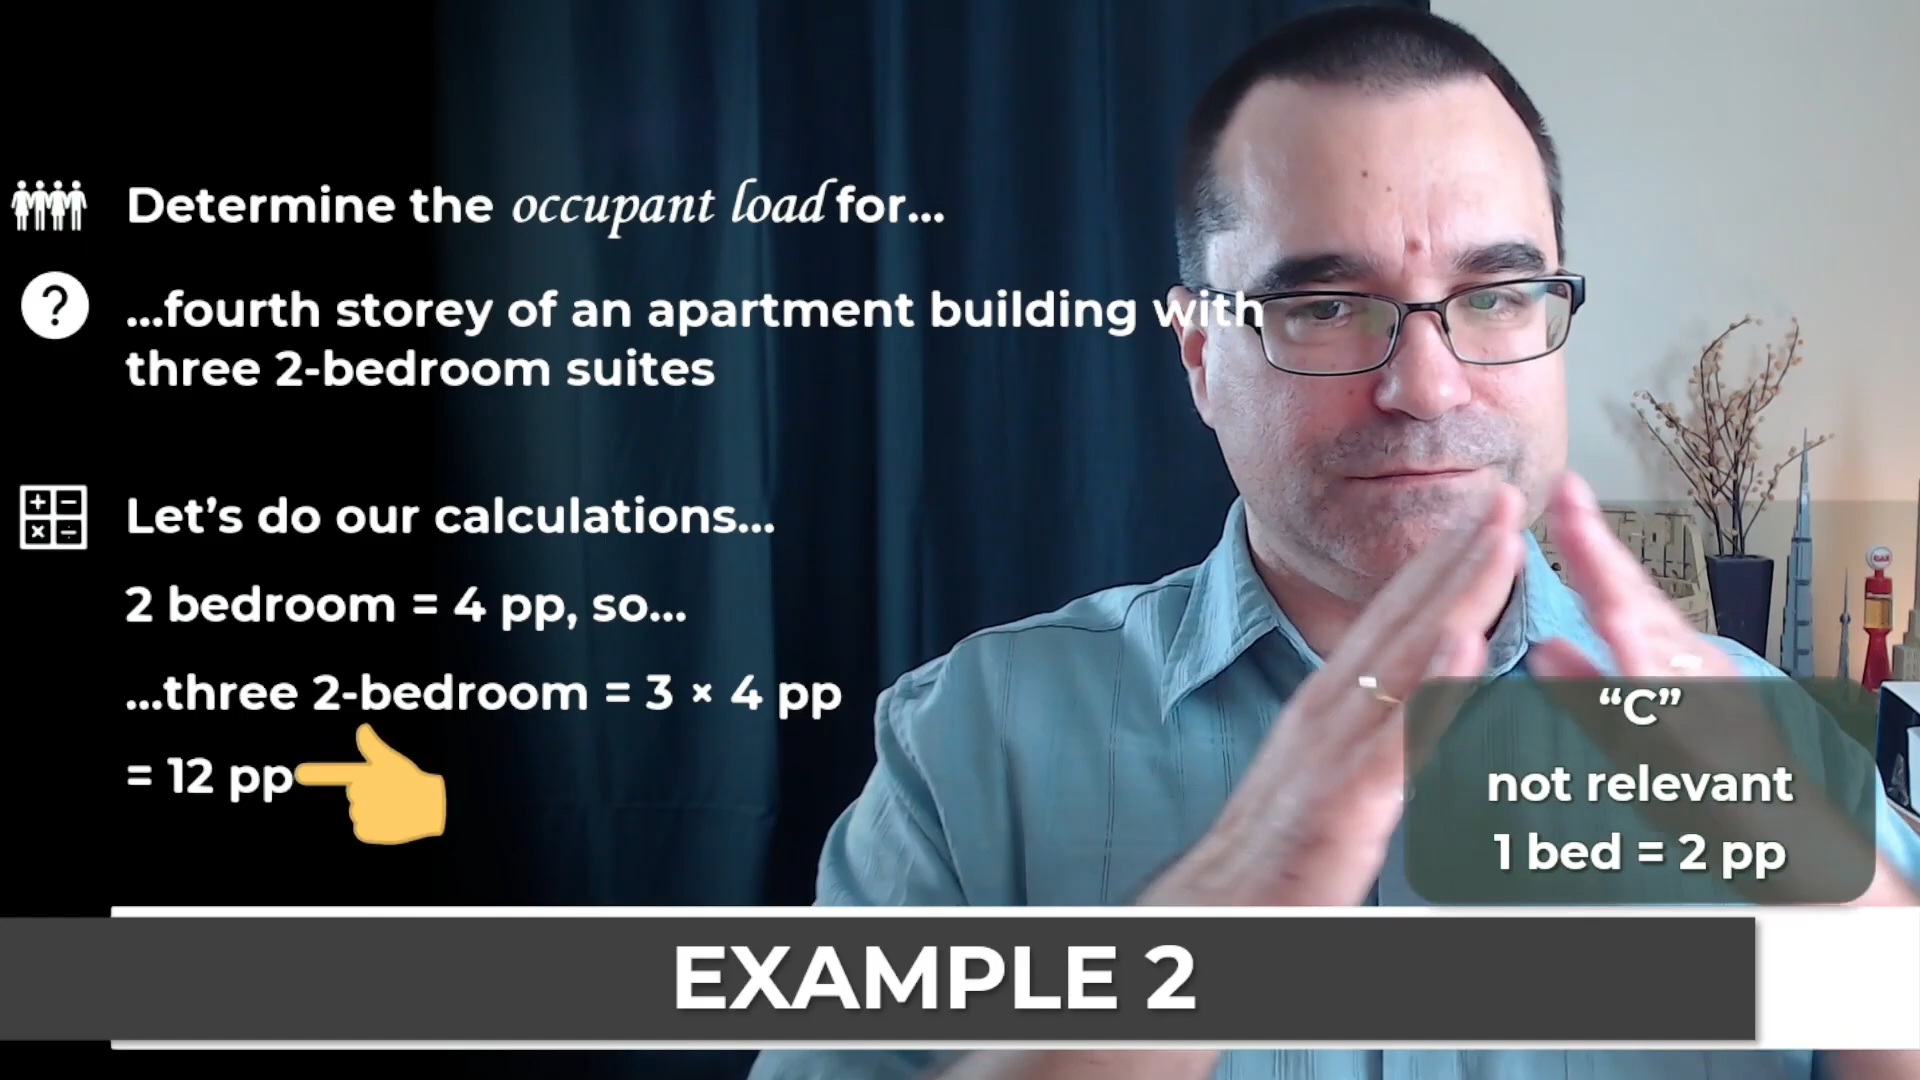 Determine the occupant load for...
...fourth storey of an apartment building with
three 2-bedroom suites
Let's do our calculations...
2 bedroom = 4 pp, so...
...three 2-bedroom = 3 × 4 pp
= 12 pp
“C”
not relevant
1 bed = 2 pp
EXAMPLE 2